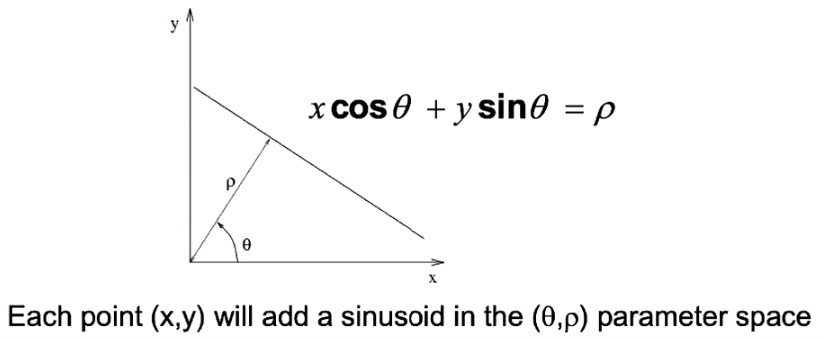 y
x cos θ + y sin θ = ρ
ρ
θ
x
Each point (x,y) will add a sinusoid in the (θ,ρ) parameter space